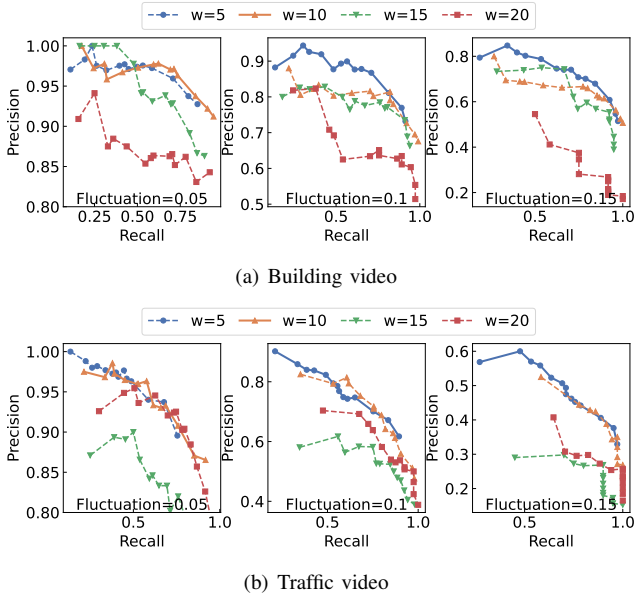 w=5 w=10 w=15 w=20
1.00
0.95
0.90
0.85
0.80
Precision
0.25 0.50 0.75
Fluctuation=0.05
Recall
0.9
0.8
0.7
0.6
0.5
Precision
0.5 1.0
Fluctuation=0.1
Recall
0.8
0.6
0.4
0.2
Precision
0.5 1.0
Fluctuation=0.15
Recall
(a) Building video
w=5 w=10 w=15 w=20
1.00
0.95
0.90
0.85
0.80
Precision
0.5 1.0
Fluctuation=0.05
Recall
0.8
0.6
0.4
Precision
0.5 1.0
Fluctuation=0.1
Recall
0.6
0.5
0.4
0.3
0.2
Precision
0.5 1.0
Fluctuation=0.15
Recall
(b) Traffic video